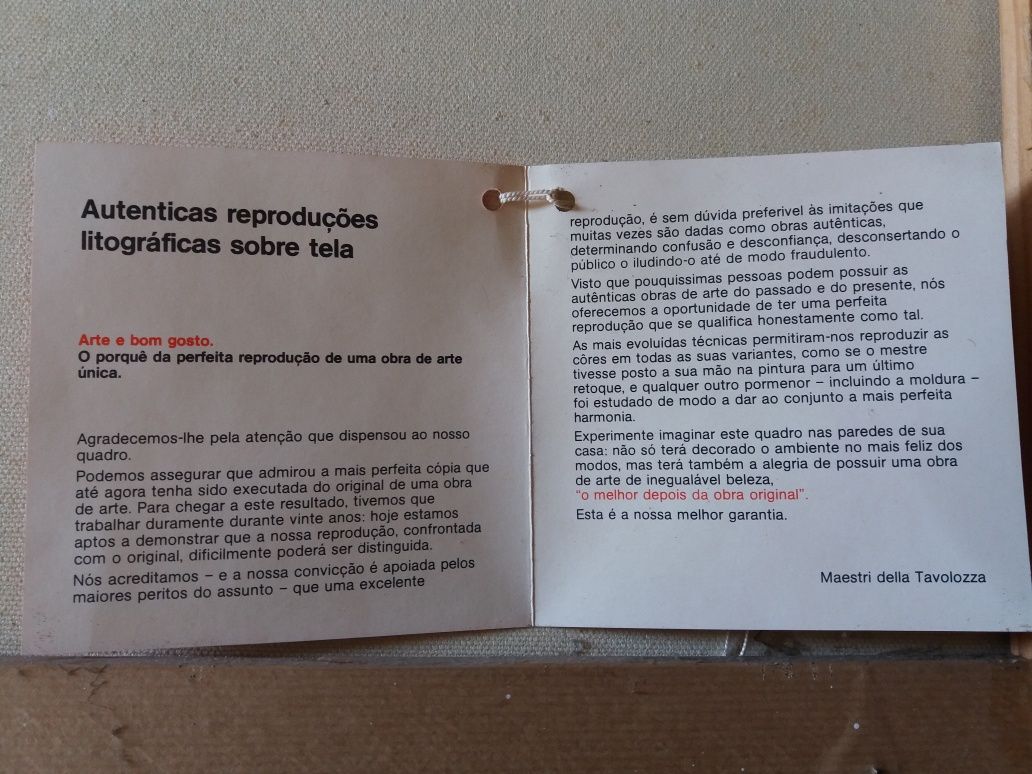 Autenticas reproduções
litográficas sobre tela
Arte e bom gosto.
O porquê da perfeita reprodução de uma obra de arte
única.
Agradecemos-lhe pela atenção que dispensou ao nosso
quadro.
Podemos assegurar que admirou a mais perfeita cópia que
até agora tenha sido executada do original de uma obra
de arte. Para chegar a este resultado, tivemos que
trabalhar duramente durante vinte anos: hoje estamos
aptos a demonstrar que a nossa reprodução, confrontada
com o original, dificilmente poderá ser distinguida.
Nós acreditamos – e a nossa convicção é apoiada pelos
maiores peritos do assunto – que uma excelente
reprodução, é sem dúvida preferivel às imitações que
muitas vezes são dadas como obras autênticas,
determinando confusão e desconfiança, desconsertando o
público o iludindo-o até de modo fraudulento.
Visto que pouquissimas pessoas podem possuir as
autênticas obras de arte do passado e do presente, nós
oferecemos a oportunidade de ter uma perfeita
reprodução que se qualifica honestamente como tal.
As mais evoluídas técnicas permitiram-nos reproduzir as
côres em todas as suas variantes, como se o mestre
tivesse posto a sua mão na pintura para um último
retoque, e qualquer outro pormenor – incluindo a moldura –
foi estudado de modo a dar ao conjunto a mais perfeita
harmonia.
Experimente imaginar este quadro nas paredes de sua
casa: não só terá decorado o ambiente no mais feliz dos
modos, mas terá também a alegria de possuir uma obra
de arte de inegualável beleza,
“o melhor depois da obra original”.
Esta é a nossa melhor garantia.
Maestri della Tavolozza